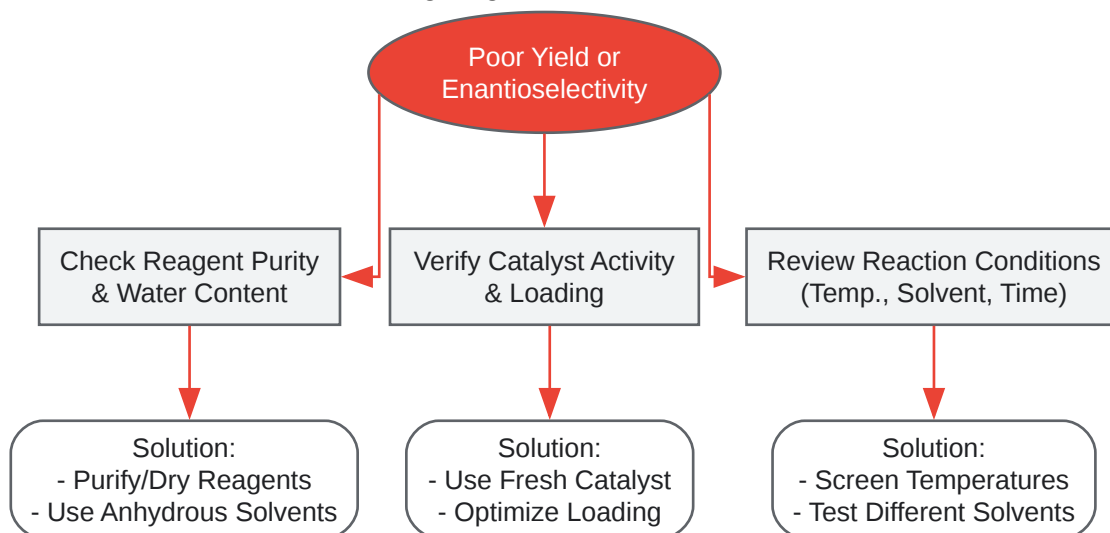 Poor Yield or
Enantioselectivity
Check Reagent Purity
& Water Content
Verify Catalyst Activity
& Loading
Review Reaction Conditions
(Temp., Solvent, Time)
Solution:
- Purify/Dry Reagents
- Use Anhydrous Solvents
Solution:
- Use Fresh Catalyst
- Optimize Loading
Solution:
- Screen Temperatures
- Test Different Solvents